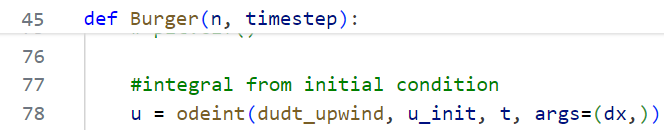 45 def Burger(n, timestep):
76
77 #integral from initial condition
78 u = odeint(dudt_upwind, u_init, t, args=(dx,))